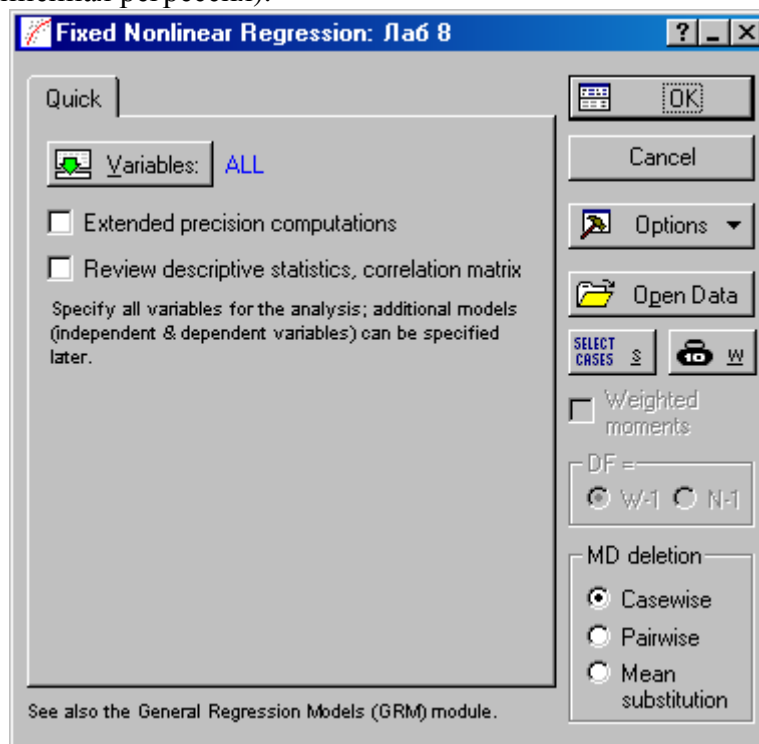 Fixed Nonlinear Regression: Лаб 8
Quick
Variables: ALL
Extended precision computations
Review descriptive statistics, correlation matrix
Specify all variables for the analysis; additional models
(independent & dependent variables) can be specified
later.
See also the General Regression Models (GRM) module.
OK
Cancel
Options
Open Data
SELECT
CASES S
10 W
Weighted
moments
DF =
W-1 N-1
MD deletion
Casewise
Pairwise
Mean
substitution